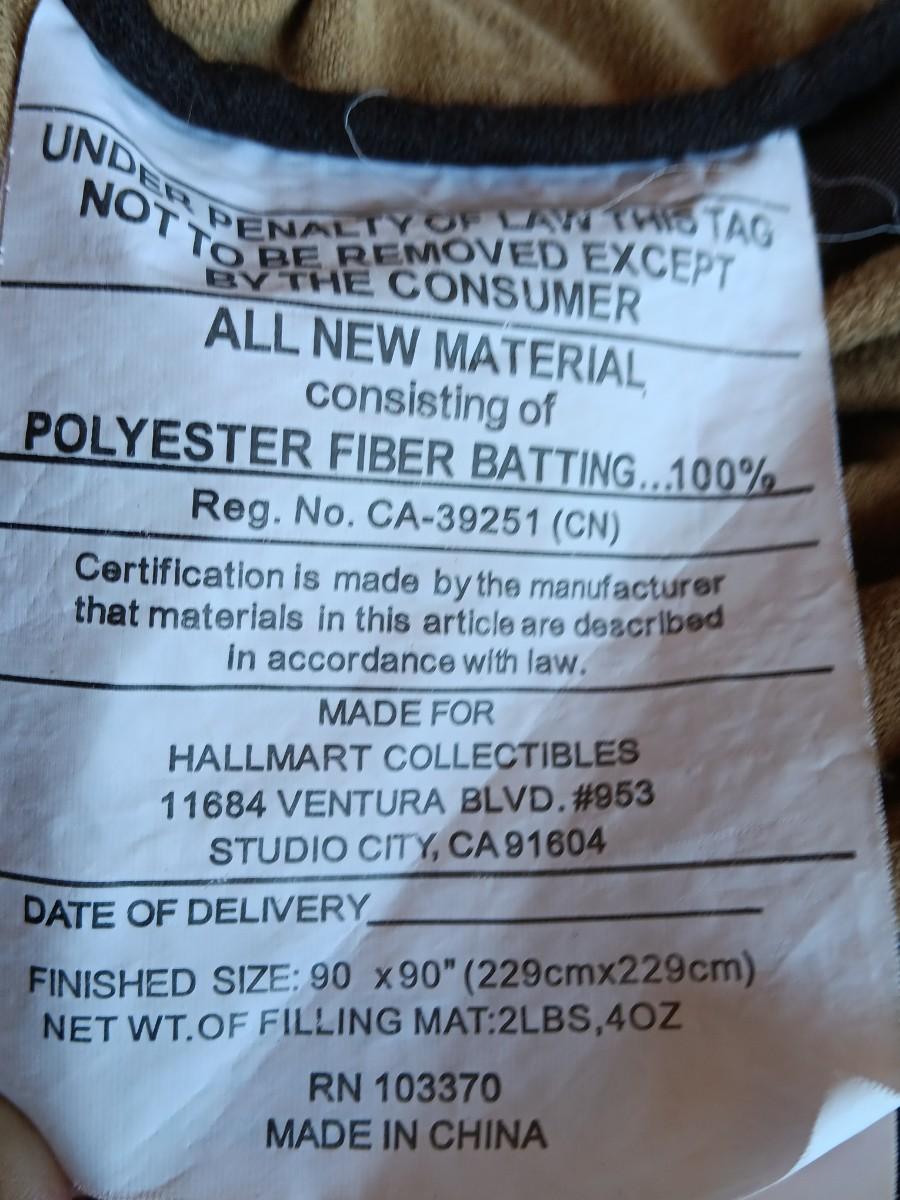 UNDER PENALTY OF LAW THIS TAG
NOT TO BE REMOVED EXCEPT
BY THE CONSUMER
ALL NEW MATERIAL
consisting of
POLYESTER FIBER BATTING...100%
Reg. No. CA-39251 (CN)
Certification is made by the manufacturer
that materials in this article are described
in accordance with law.
MADE FOR
HALLMART COLLECTIBLES
11684 VENTURA BLVD. #953
STUDIO CITY, CA 91604
DATE OF DELIVERY
FINISHED SIZE: 90 x 90" (229cmx229cm)
NET WT.OF FILLING MAT:2LBS,4OZ
RN 103370
MADE IN CHINA